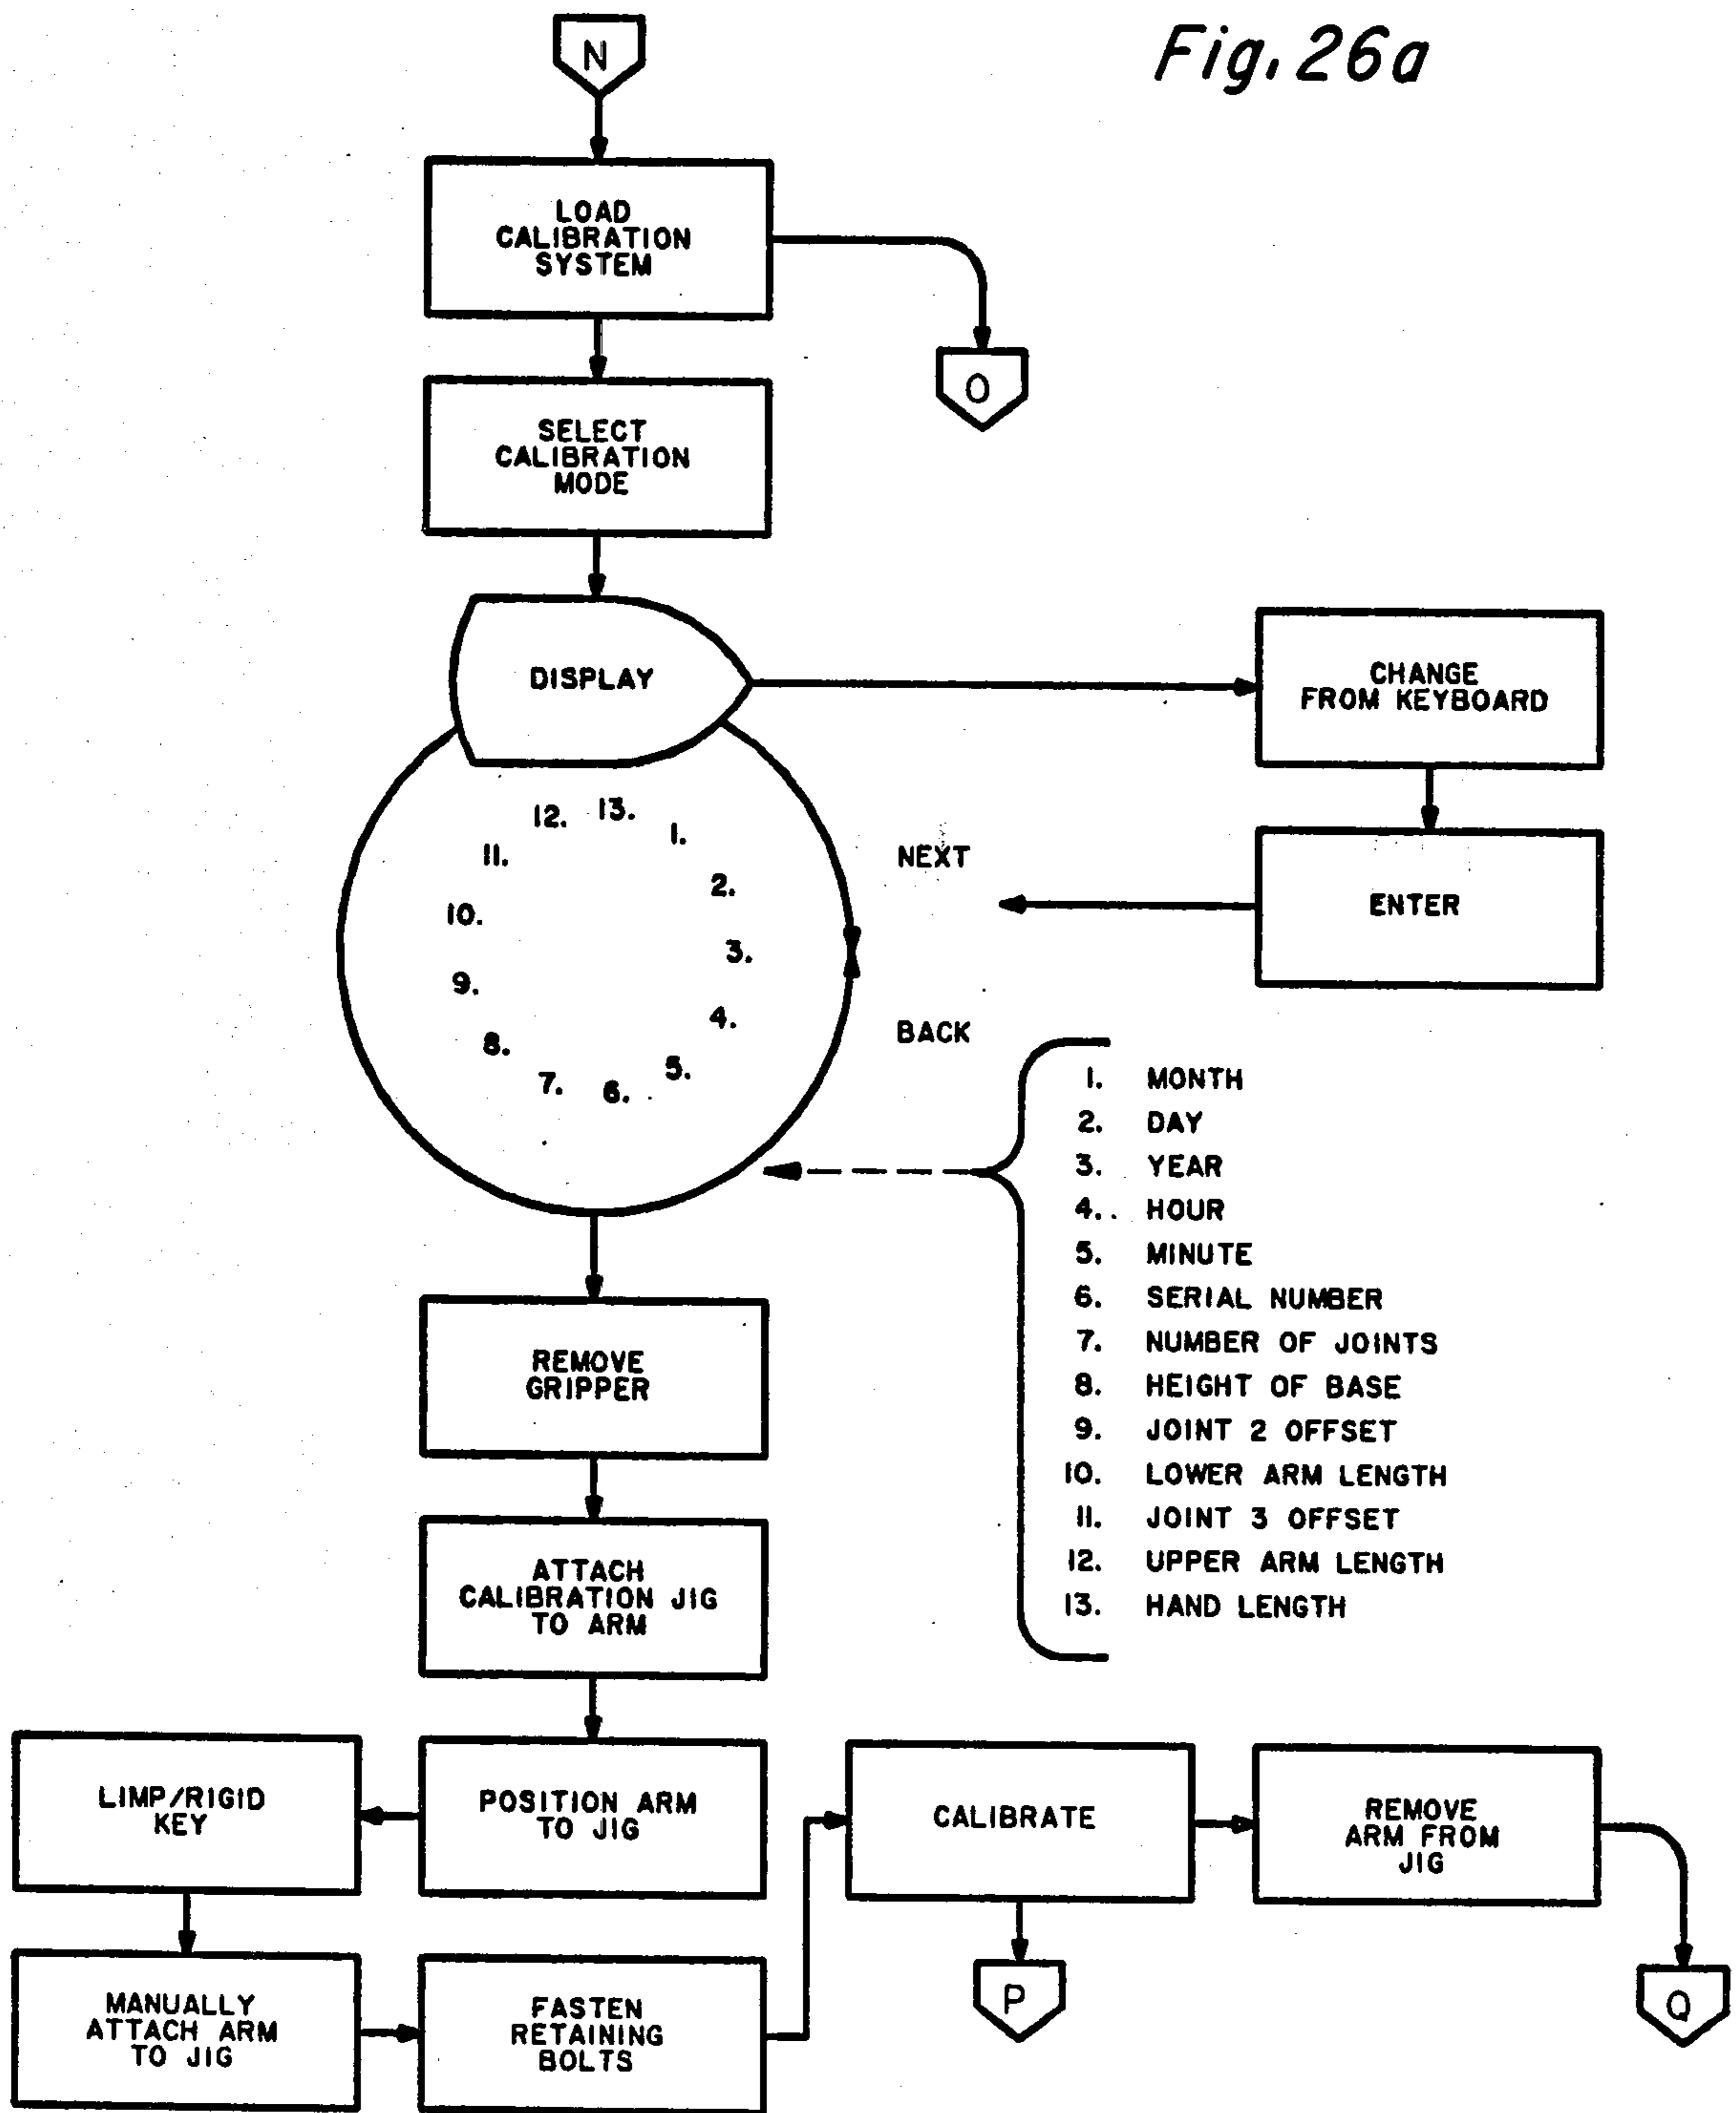 Fig. 26a
N
LOAD
CALIBRATION
SYSTEM
O
SELECT
CALIBRATION
MODE
DISPLAY
CHANGE
FROM KEYBOARD
ENTER
NEXT
BACK
13.
1.
2.
3.
4.
5.
6.
7.
8.
9.
10.
11.
12.
1. MONTH
2. DAY
3. YEAR
4. HOUR
5. MINUTE
6. SERIAL NUMBER
7. NUMBER OF JOINTS
8. HEIGHT OF BASE
9. JOINT 2 OFFSET
10. LOWER ARM LENGTH
11. JOINT 3 OFFSET
12. UPPER ARM LENGTH
13. HAND LENGTH
REMOVE
GRIPPER
ATTACH
CALIBRATION JIG
TO ARM
POSITION ARM
TO JIG
LIMP/RIGID
KEY
MANUALLY
ATTACH ARM
TO JIG
FASTEN
RETAINING
BOLTS
CALIBRATE
P
REMOVE
ARM FROM
JIG
Q